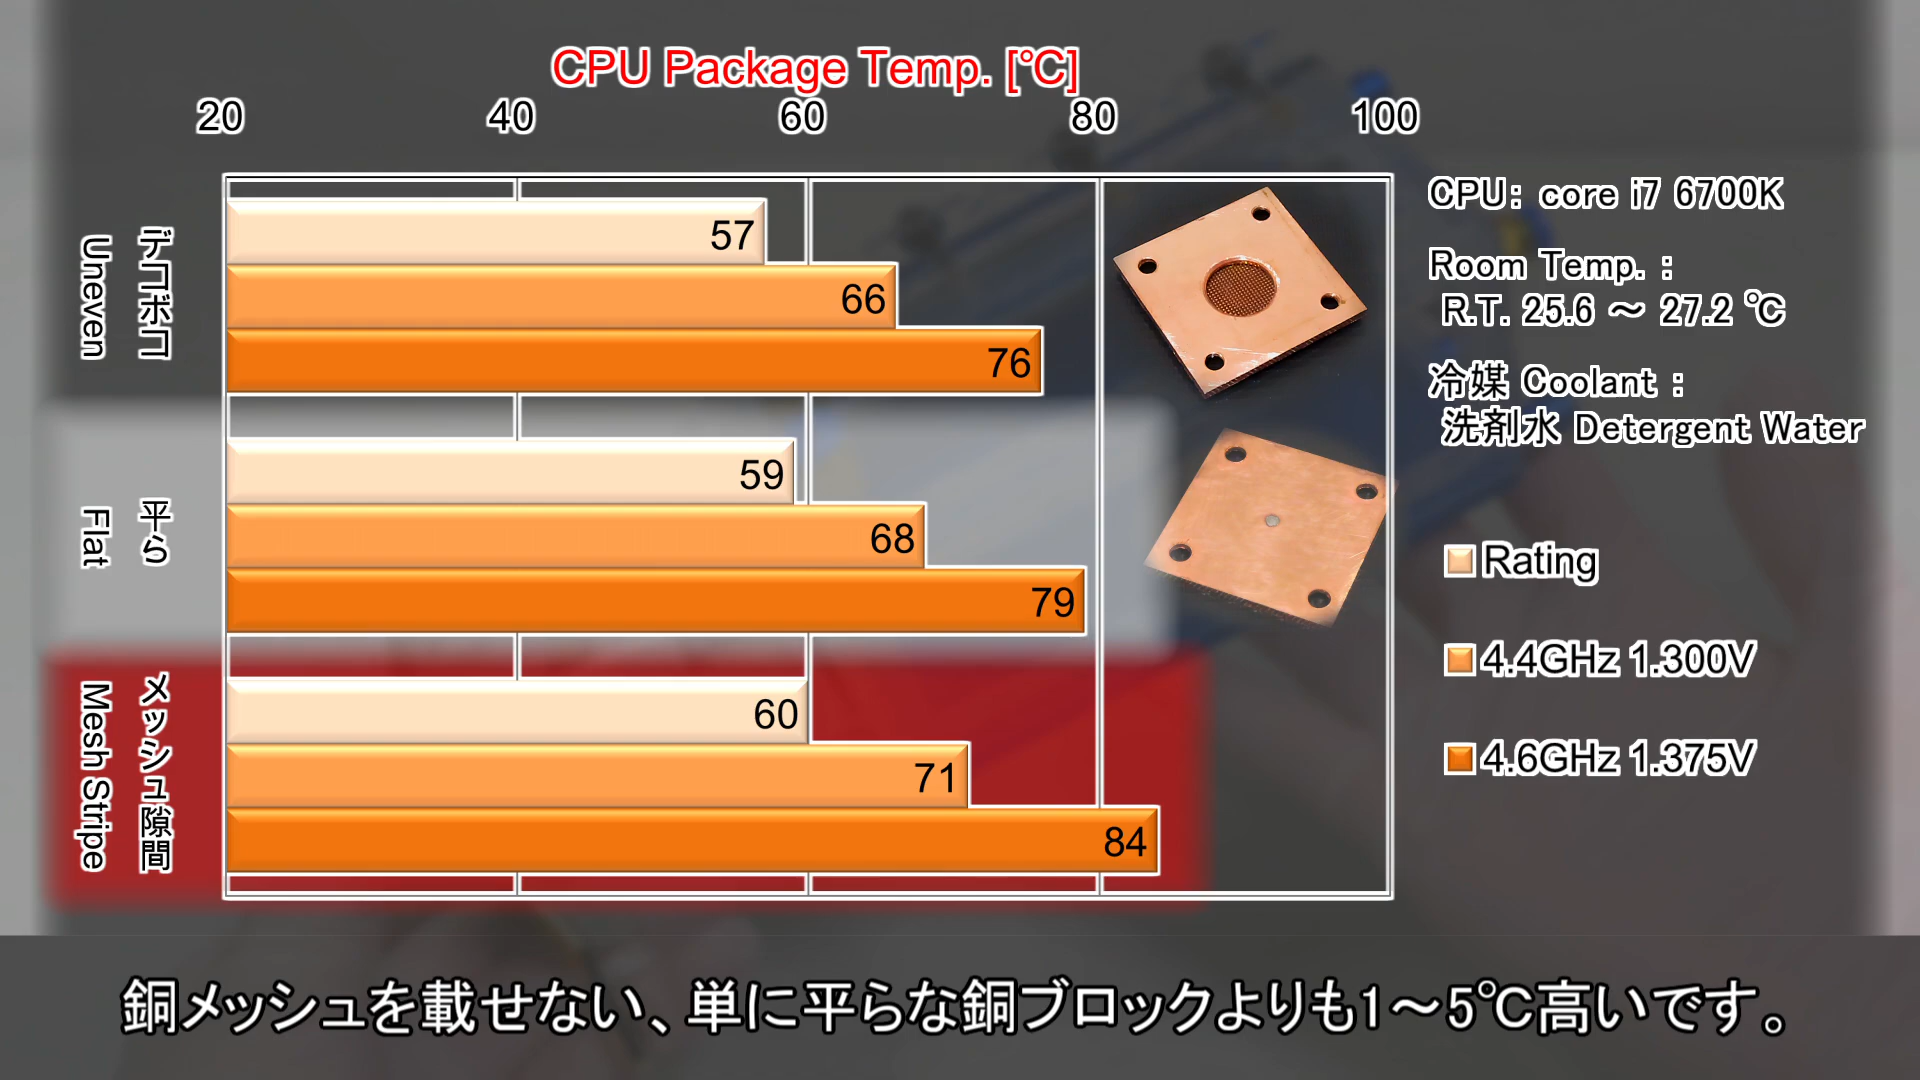 CPU Package Temp. [℃]
20 40 60 80 100
デコボコ
Uneven
57
66
76
平ら
Flat
59
68
79
メッシュ隙間
Mesh Stripe
60
71
84
CPU: core i7 6700K
Room Temp. :
R.T. 25.6 ～ 27.2 ℃
冷媒 Coolant :
洗剤水 Detergent Water
Rating
4.4GHz 1.300V
4.6GHz 1.375V
銅メッシュを載せない、単に平らな銅ブロックよりも1～5℃高いです。